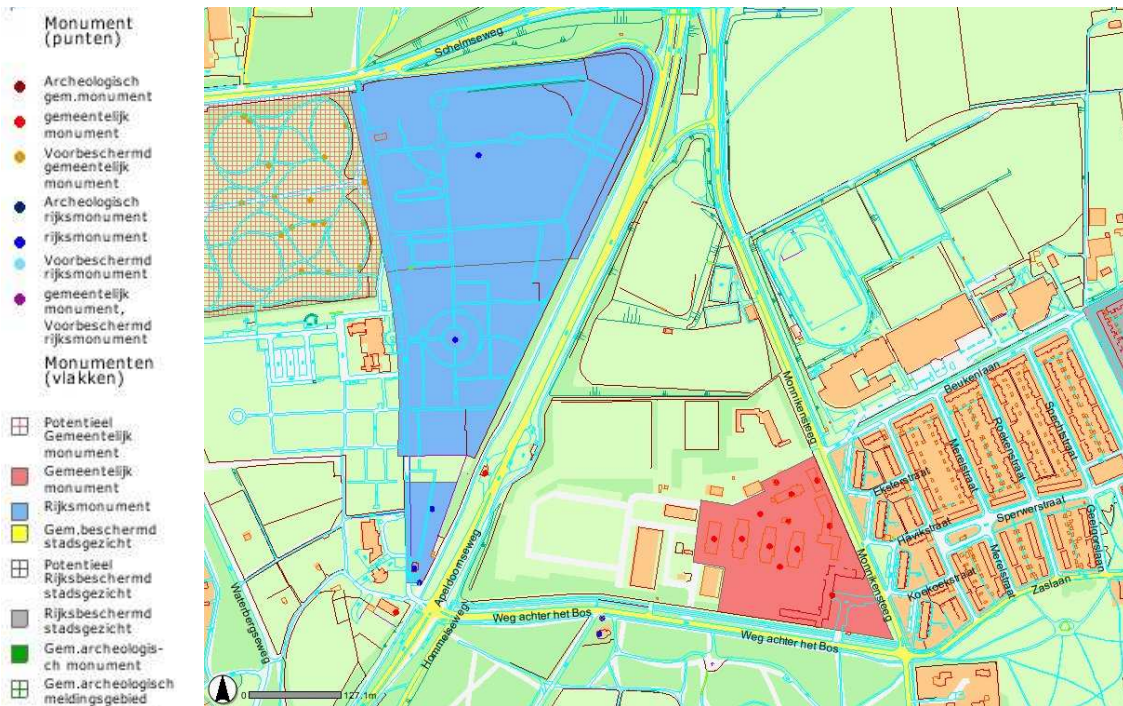 Monument
(punten)
Archeologisch
gem.monument
gemeentelijk
monument
Voorbeschermd
gemeentelijk
monument
Archeologisch
rijksmonument
rijksmonument
Voorbeschermd
rijksmonument
gemeentelijk
monument,
Voorbeschermd
rijksmonument
Monumenten
(vlakken)
Potentieel
Gemeentelijk
monument
Gemeentelijk
monument
Rijksmonument
Gem.beschermd
stadsgezicht
Potentieel
Rijksbeschermd
stadsgezicht
Rijksbeschermd
stadsgezicht
Gem.archeologis-
ch monument
Gem.archeologisch
meldingsgebied
Schelmseweg
Monnikensteeg
Beukenlaan
Spechtstraat
Roekenstraat
Merelstraat
Eksterstraat
Sperwerstraat
Havikstraat
Geelgorslaan
Merelstraat
Koekoekstraat
Zaslaan
Monnikensteeg
Apeldoornseweg
Hommelseweg
Waterbergseweg
Weg achter het Bos
Weg achter het Bos
0 127.1m